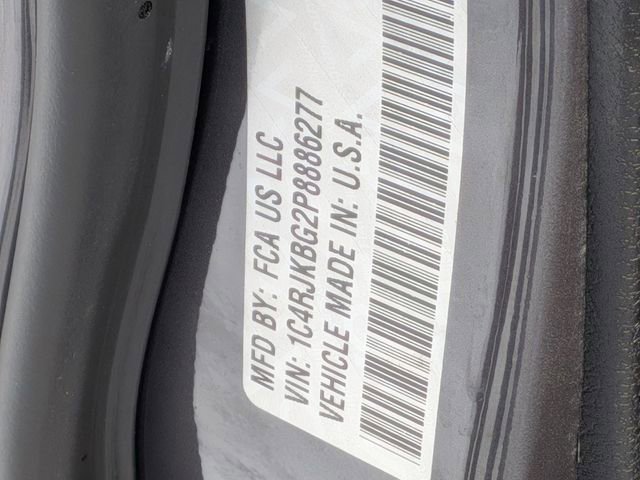 MFD BY: FCA US LLC
VIN: 1C4RJKBG2P8886277
VEHICLE MADE IN: U.S.A.